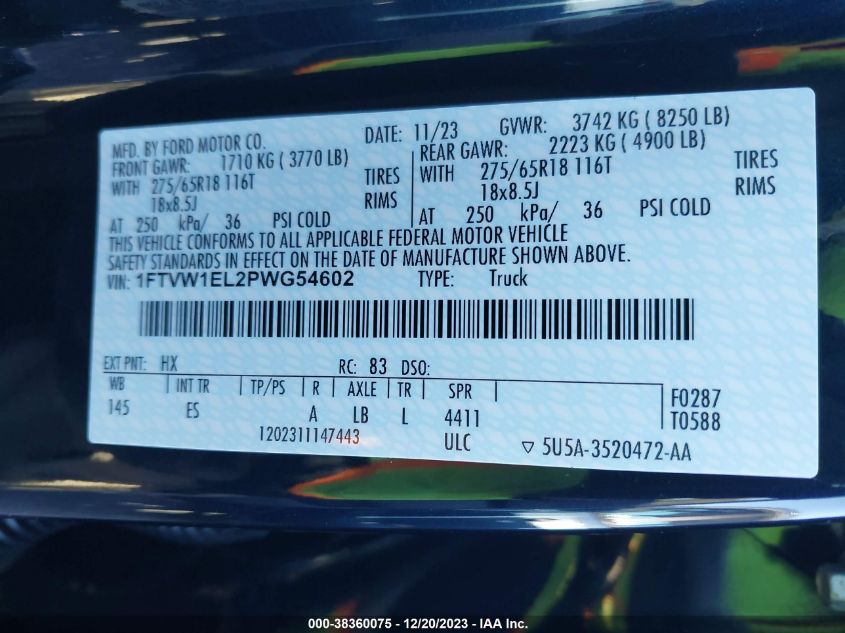 MFD. BY FORD MOTOR CO. DATE: 11/23 GVWR: 3742 KG ( 8250 LB)
FRONT GAWR: 1710 KG ( 3770 LB) REAR GAWR: 2223 KG ( 4900 LB)
WITH 275/65R18 116T TIRES WITH 275/65R18 116T TIRES
18x8.5J RIMS 18x8.5J RIMS
AT 250 kPa/ 36 PSI COLD AT 250 kPa/ 36 PSI COLD
THIS VEHICLE CONFORMS TO ALL APPLICABLE FEDERAL MOTOR VEHICLE
SAFETY STANDARDS IN EFFECT ON THE DATE OF MANUFACTURE SHOWN ABOVE.
VIN: 1FTVW1EL2PWG54602 TYPE: Truck
EXT PNT: HX RC: 83 DSO:
WB | INT TR | TP/PS | R | AXLE | TR | SPR | F0287
145 ES A LB L 4411 T0588
1202311147443 ULC ▽ 5U5A-3520472-AA
000-38360075 - 12/20/2023 - IAA Inc.